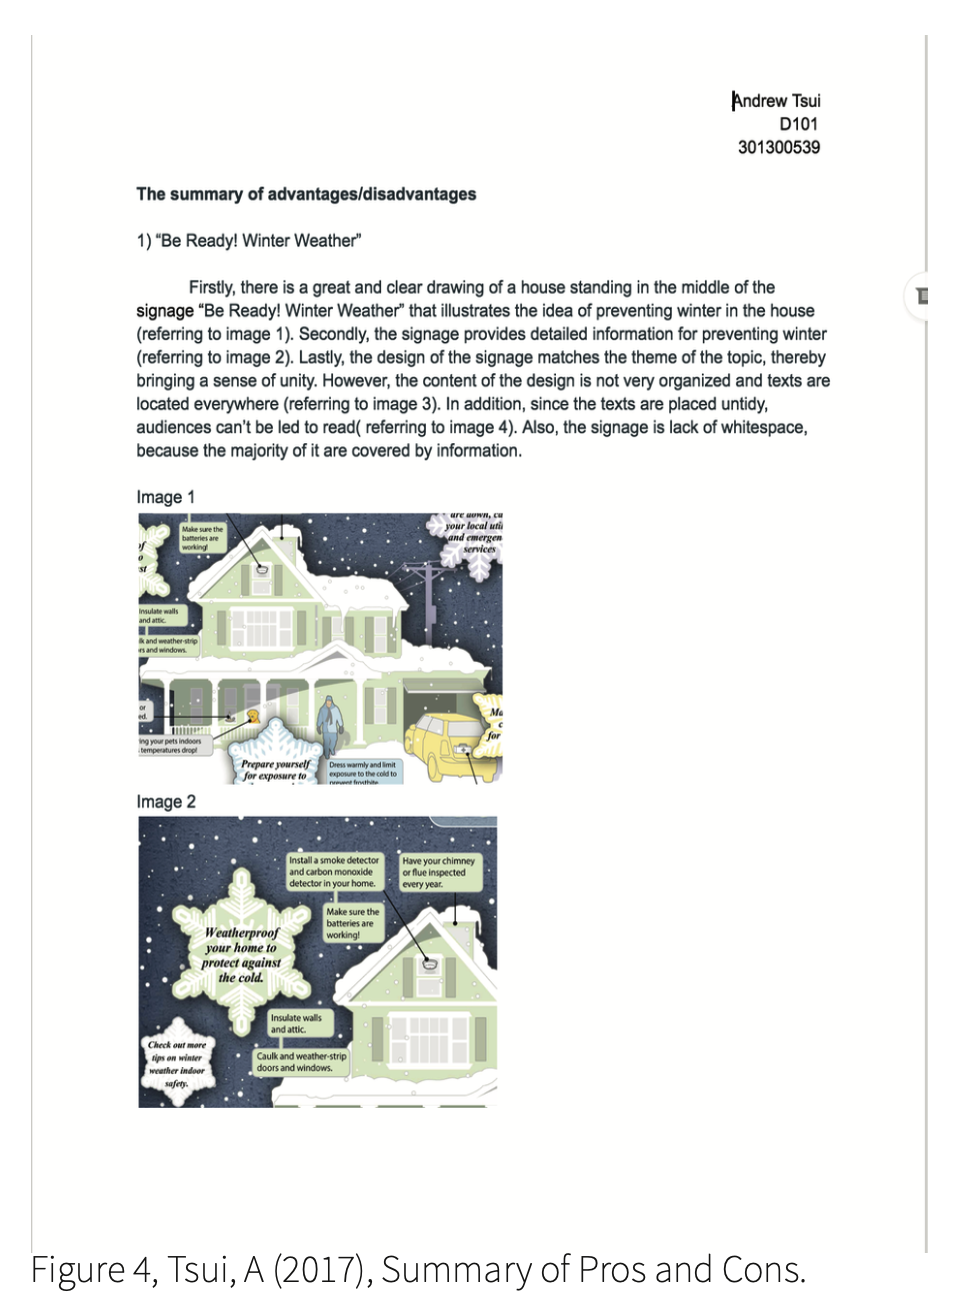 Andrew Tsui
D101
301300539
The summary of advantages/disadvantages
1) “Be Ready! Winter Weather”
Firstly, there is a great and clear drawing of a house standing in the middle of the
signage “Be Ready! Winter Weather” that illustrates the idea of preventing winter in the house
(referring to image 1). Secondly, the signage provides detailed information for preventing winter
(referring to image 2). Lastly, the design of the signage matches the theme of the topic, thereby
bringing a sense of unity. However, the content of the design is not very organized and texts are
located everywhere (referring to image 3). In addition, since the texts are placed untidy,
audiences can’t be led to read( referring to image 4). Also, the signage is lack of whitespace,
because the majority of it are covered by information.
Image 1
Make sure the
batteries are
working!
your local
and
services
Insulate walls
and attic.
and weather-strip
and windows.
your pets indoors
temperatures drop!
Prepare yourself
for exposure to
Dress warmly and limit
exposure to the cold to
prevent frostbite
for
Image 2
Install a smoke detector
and carbon monoxide
detector in your home.
Have your chimney
or flue inspected
every year.
Make sure the
batteries are
working!
Weatherproof
your home to
protect against
the cold.
Insulate walls
and attic.
Caulk and weather-strip
doors and windows.
Check out more
tips on winter
weather indoor
safety.
Figure 4, Tsui, A (2017), Summary of Pros and Cons.